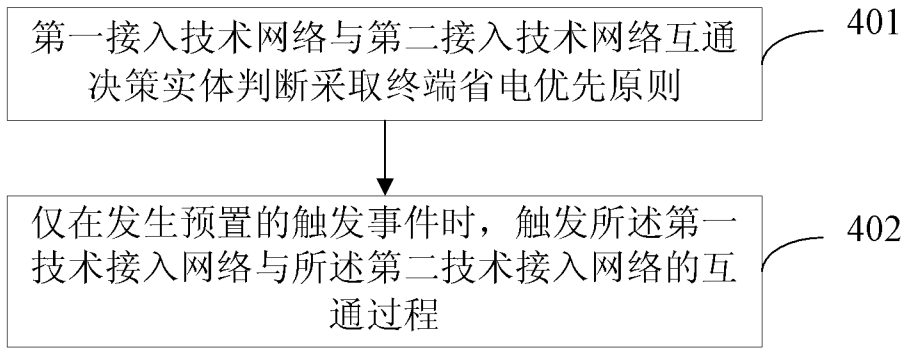 第一接入技术网络与第二接入技术网络互通
决策实体判断采取终端省电优先原则
401
仅在发生预置的触发事件时，触发所述第一
技术接入网络与所述第二技术接入网络的互
通过程
402